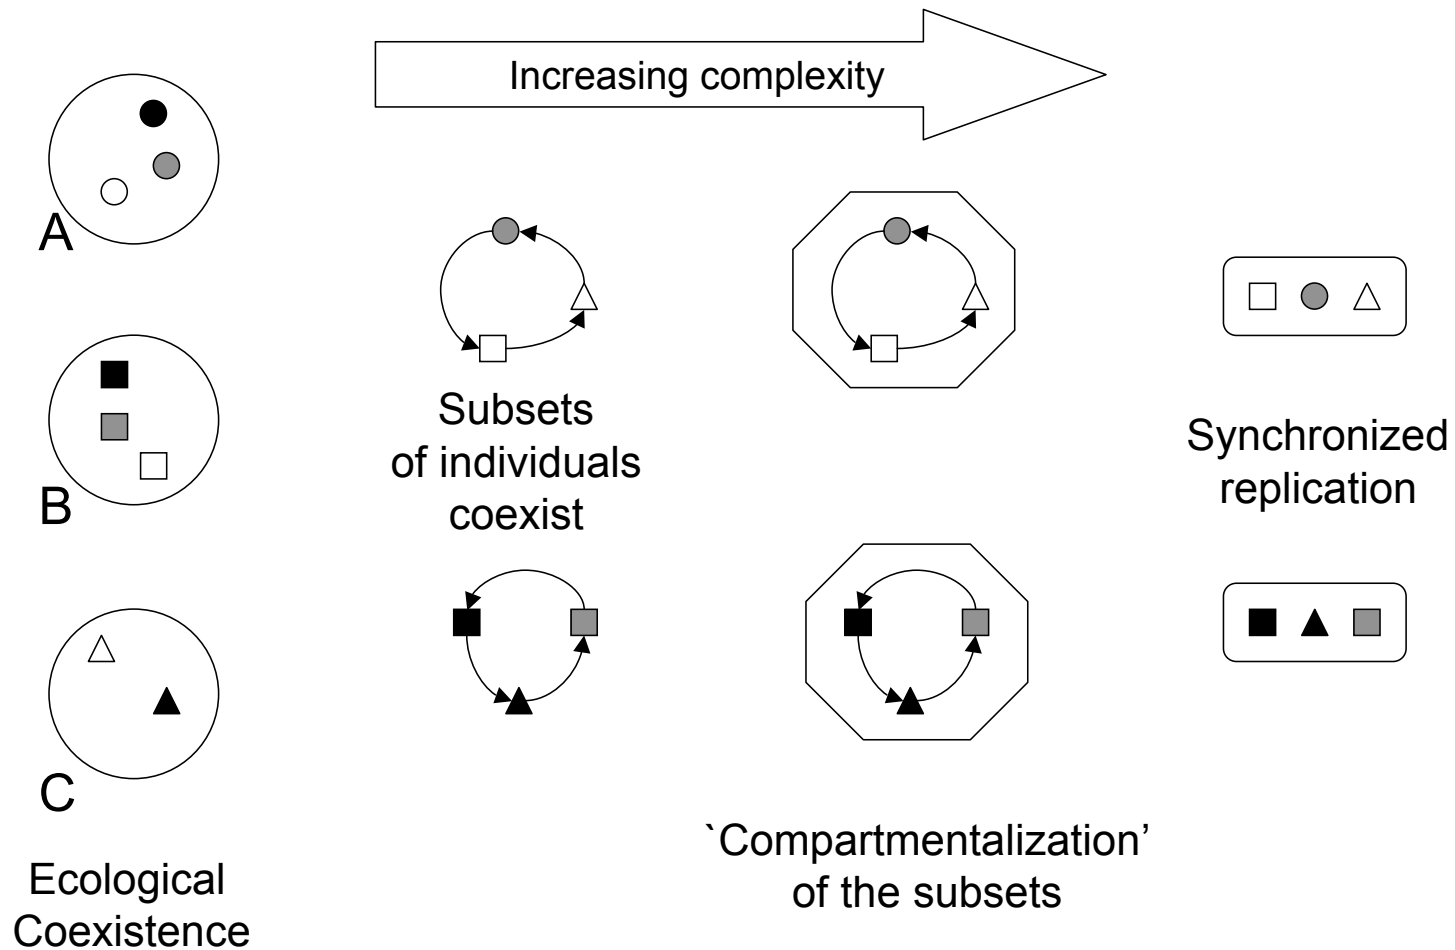 Increasing complexity
A
B
C
Ecological
Coexistence
Subsets
of individuals
coexist
`Compartmentalization’
of the subsets
Synchronized
replication